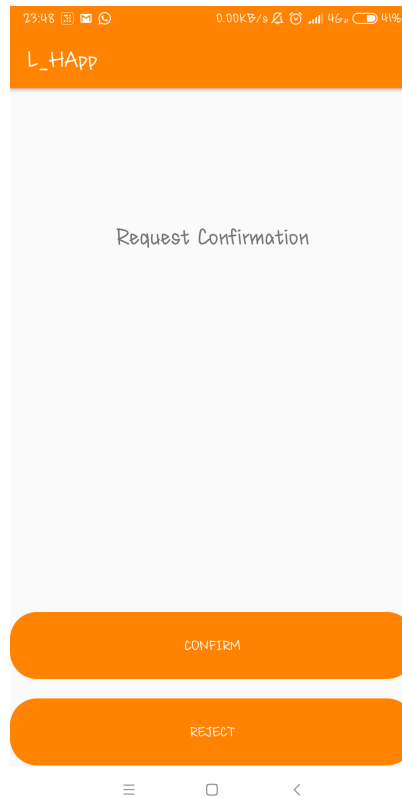 23:48 0.00KB/s 4G 41%
L_HApp
Request Confirmation
CONFIRM
REJECT